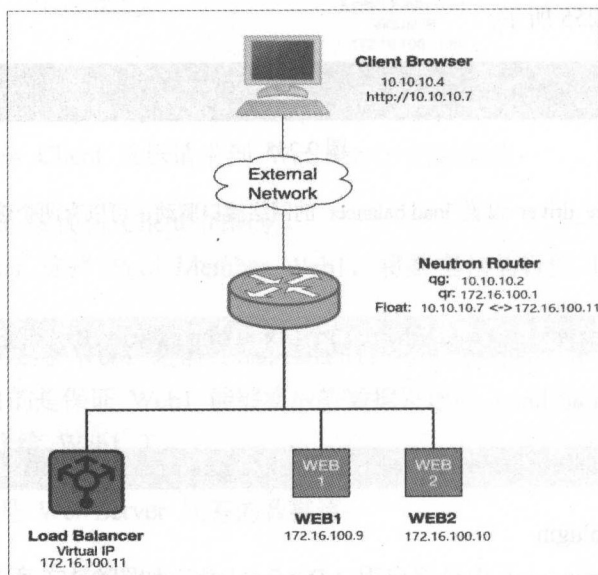 Client Browser
10.10.10.4
http://10.10.10.7
External
Network
Neutron Router
qg: 10.10.10.2
qr: 172.16.100.1
Float: 10.10.10.7 <-> 172.16.100.11
WEB
1
WEB
2
Load Balancer
Virtual IP
172.16.100.11
WEB1
172.16.100.9
WEB2
172.16.100.10